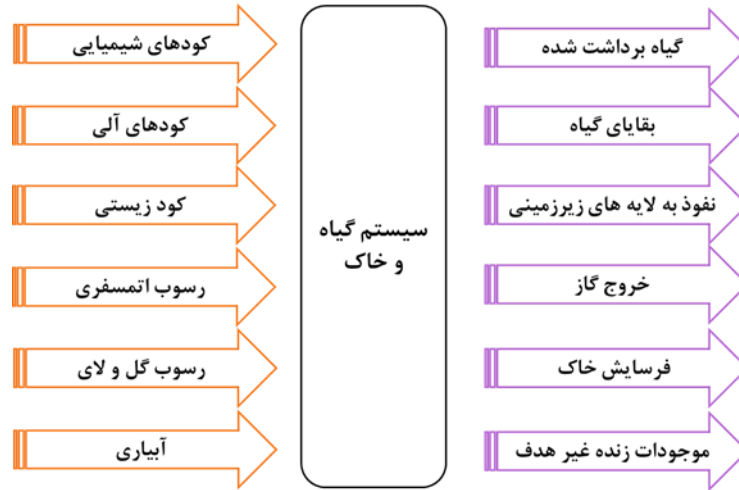 کودهای شیمیایی
کودهای آلی
کود زیستی
رسوب اتمسفری
رسوب گل و لای
آبیاری
سیستم گیاه
و خاک
گیاه برداشت شده
بقایای گیاه
نفوذ به لایه های زیرزمینی
خروج گاز
فرسایش خاک
موجودات زنده غیر هدف